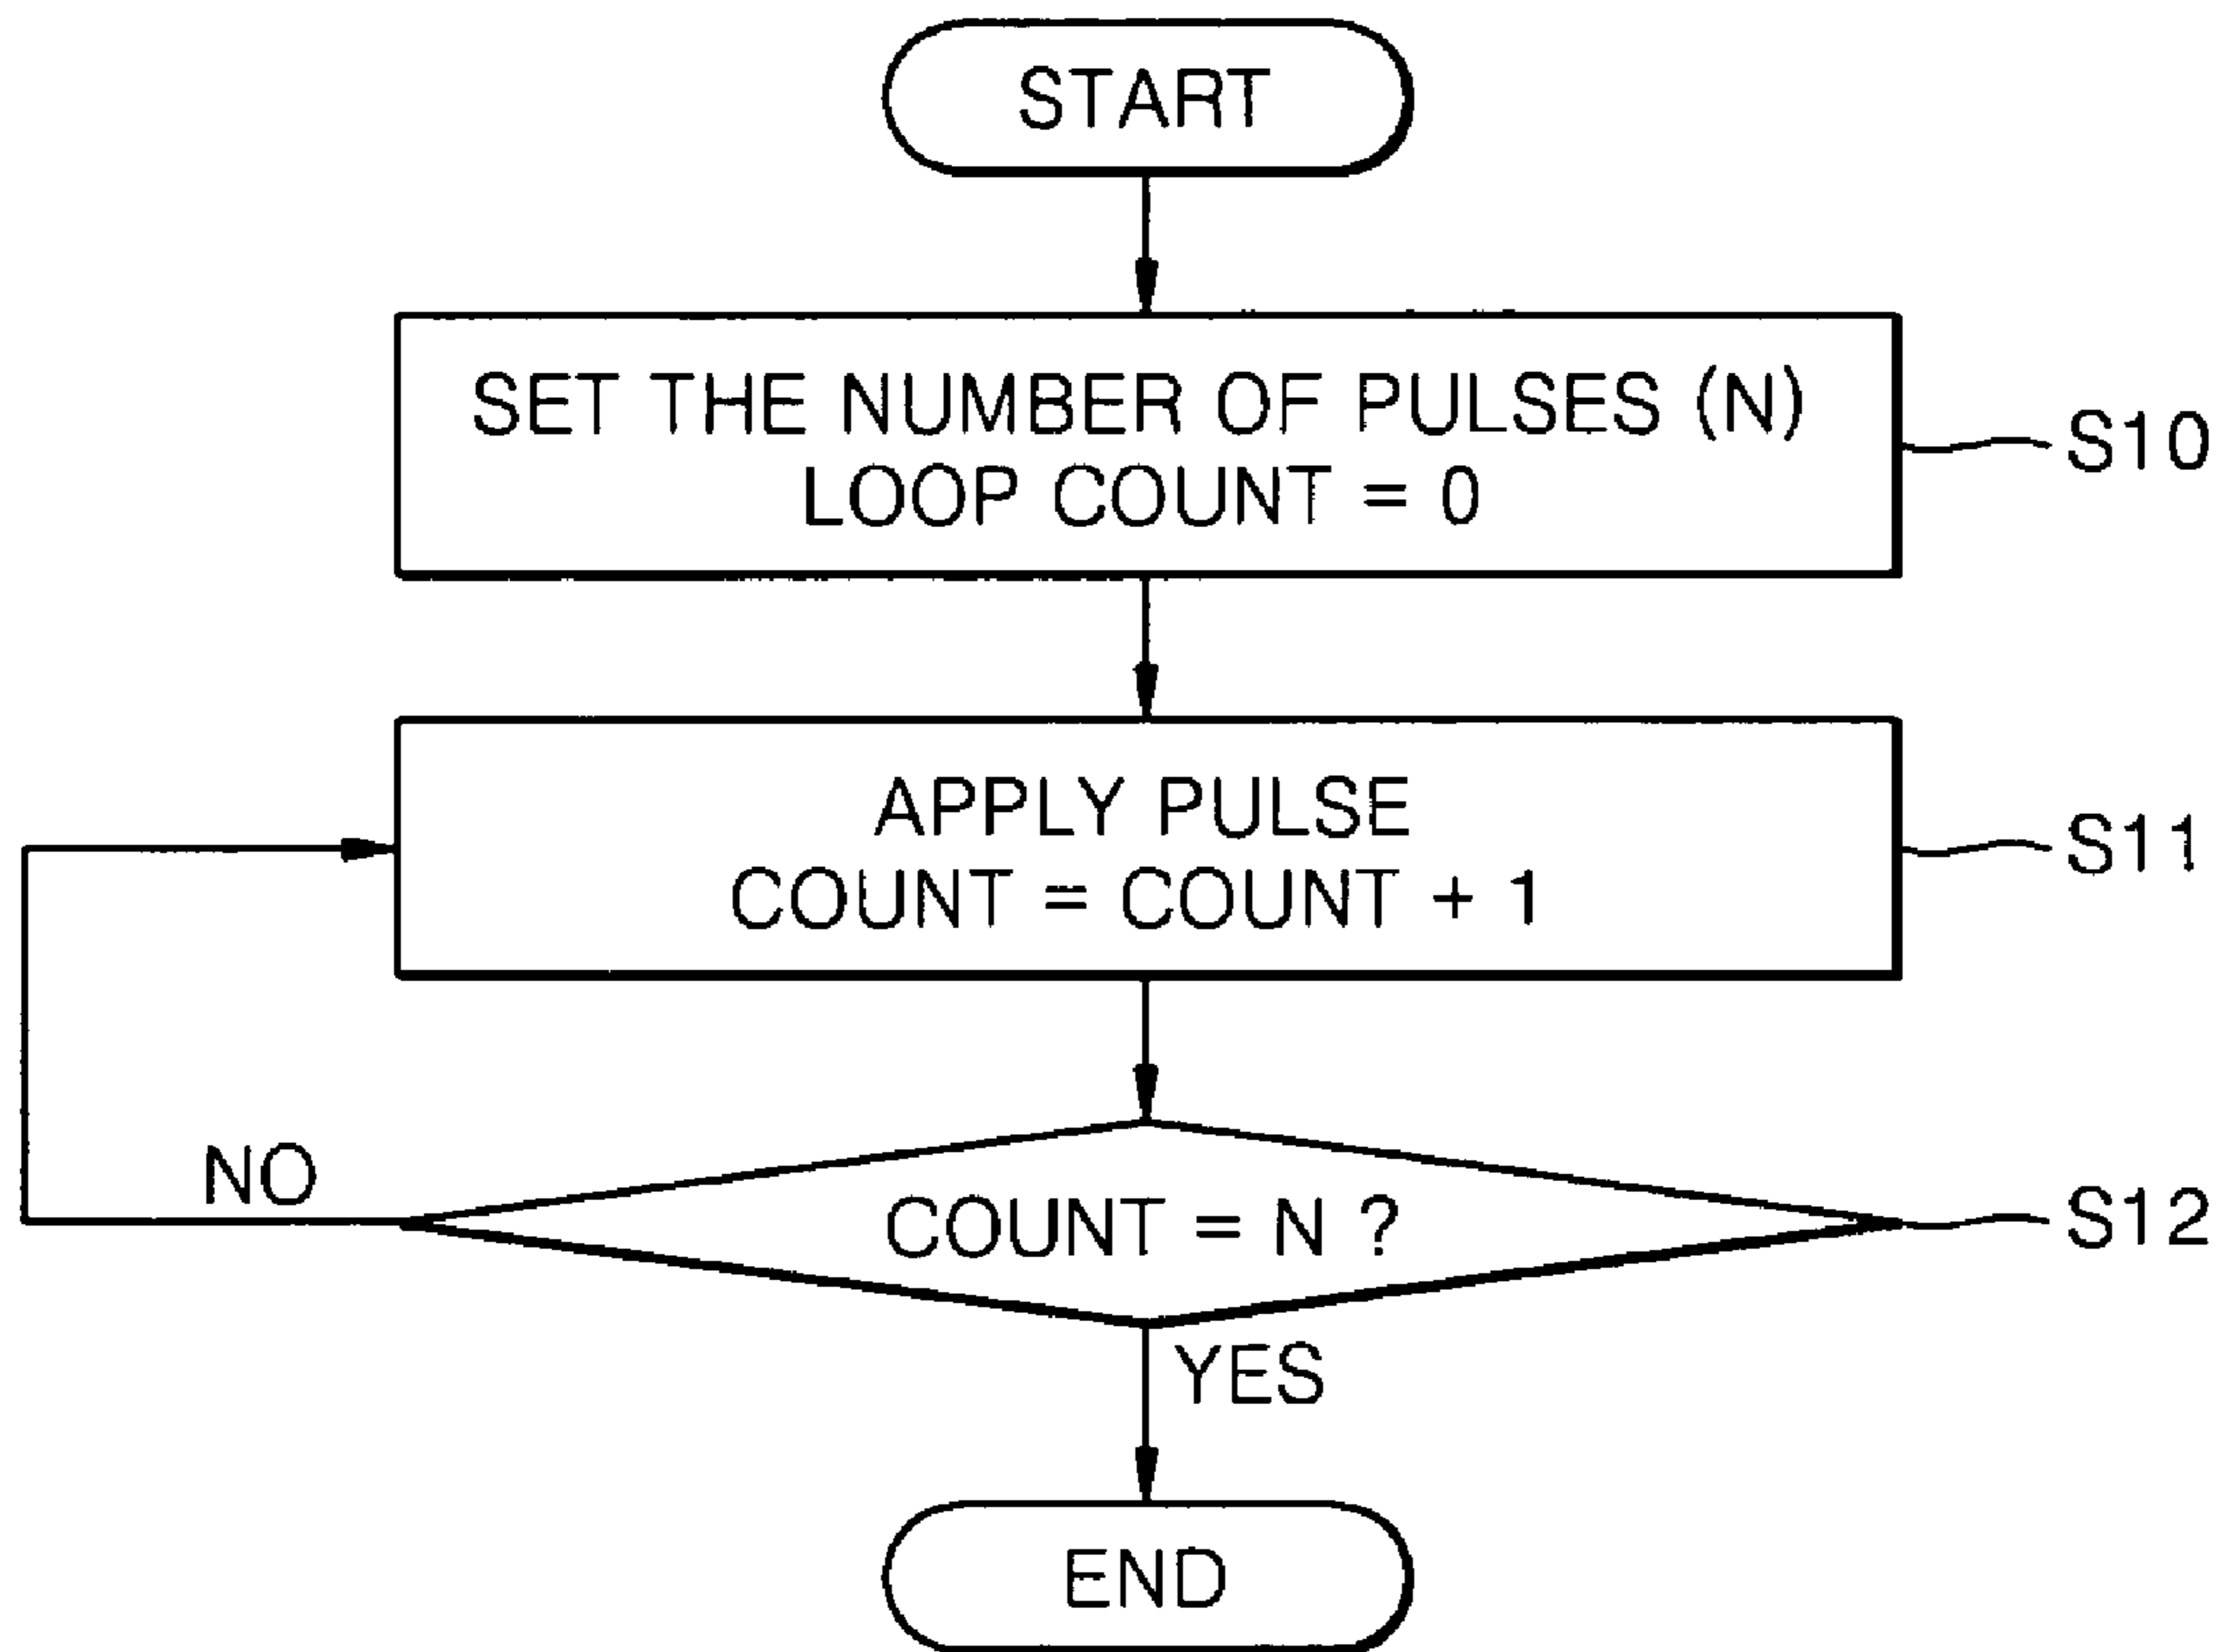 START
SET THE NUMBER OF PULSES (N)
LOOP COUNT = 0
S10
APPLY PULSE
COUNT = COUNT + 1
S11
NO
COUNT = N ?
S12
YES
END